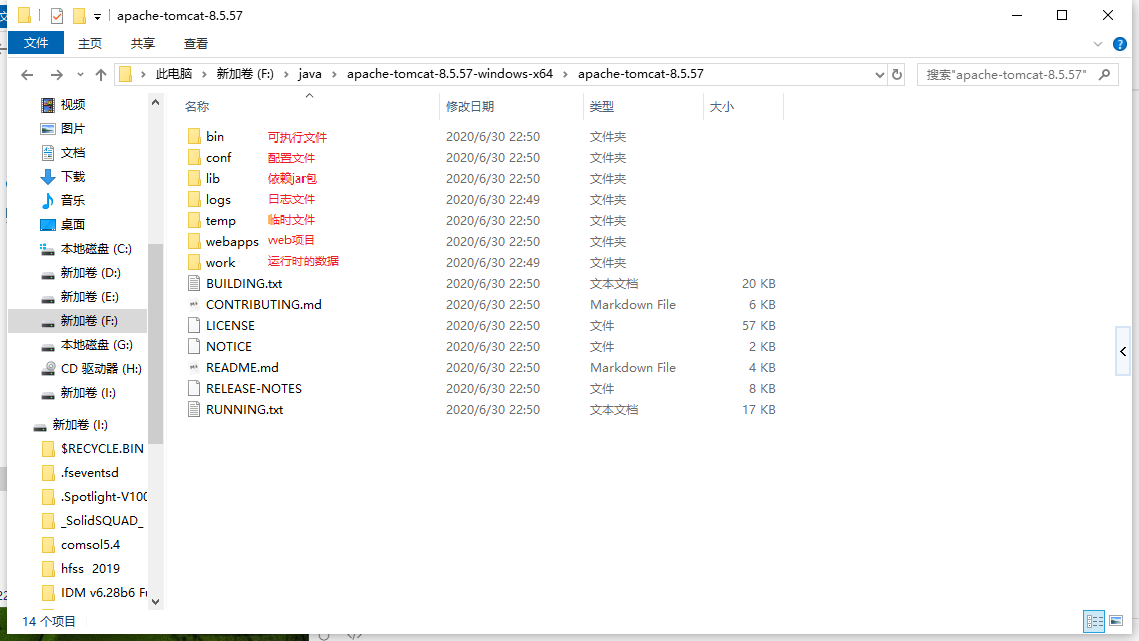 apache-tomcat-8.5.57
文件 主页 共享 查看
此电脑 新加卷 (F:) java apache-tomcat-8.5.57-windows-x64 apache-tomcat-8.5.57
搜索"apache-tomcat-8.5.57"
名称 修改日期 类型 大小
视频
图片
文档
下载
音乐
桌面
本地磁盘 (C:)
新加卷 (D:)
新加卷 (E:)
新加卷 (F:)
本地磁盘 (G:)
CD 驱动器 (H:)
新加卷 (I:)
新加卷 (I:)
$RECYCLE.BIN
.fseventsd
.Spotlight-V100
_SolidSQUAD_
comsol5.4
hfss 2019
IDM v6.28b6 Fu
bin 可执行文件 2020/6/30 22:50 文件夹
conf 配置文件 2020/6/30 22:50 文件夹
lib 依赖jar包 2020/6/30 22:50 文件夹
logs 日志文件 2020/6/30 22:49 文件夹
temp 临时文件 2020/6/30 22:50 文件夹
webapps web项目 2020/6/30 22:50 文件夹
work 运行时的数据 2020/6/30 22:49 文件夹
BUILDING.txt 2020/6/30 22:50 文本文档 20 KB
CONTRIBUTING.md 2020/6/30 22:50 Markdown File 6 KB
LICENSE 2020/6/30 22:50 文件 57 KB
NOTICE 2020/6/30 22:50 文件 2 KB
README.md 2020/6/30 22:50 Markdown File 4 KB
RELEASE-NOTES 2020/6/30 22:50 文件 8 KB
RUNNING.txt 2020/6/30 22:50 文本文档 17 KB
14 个项目